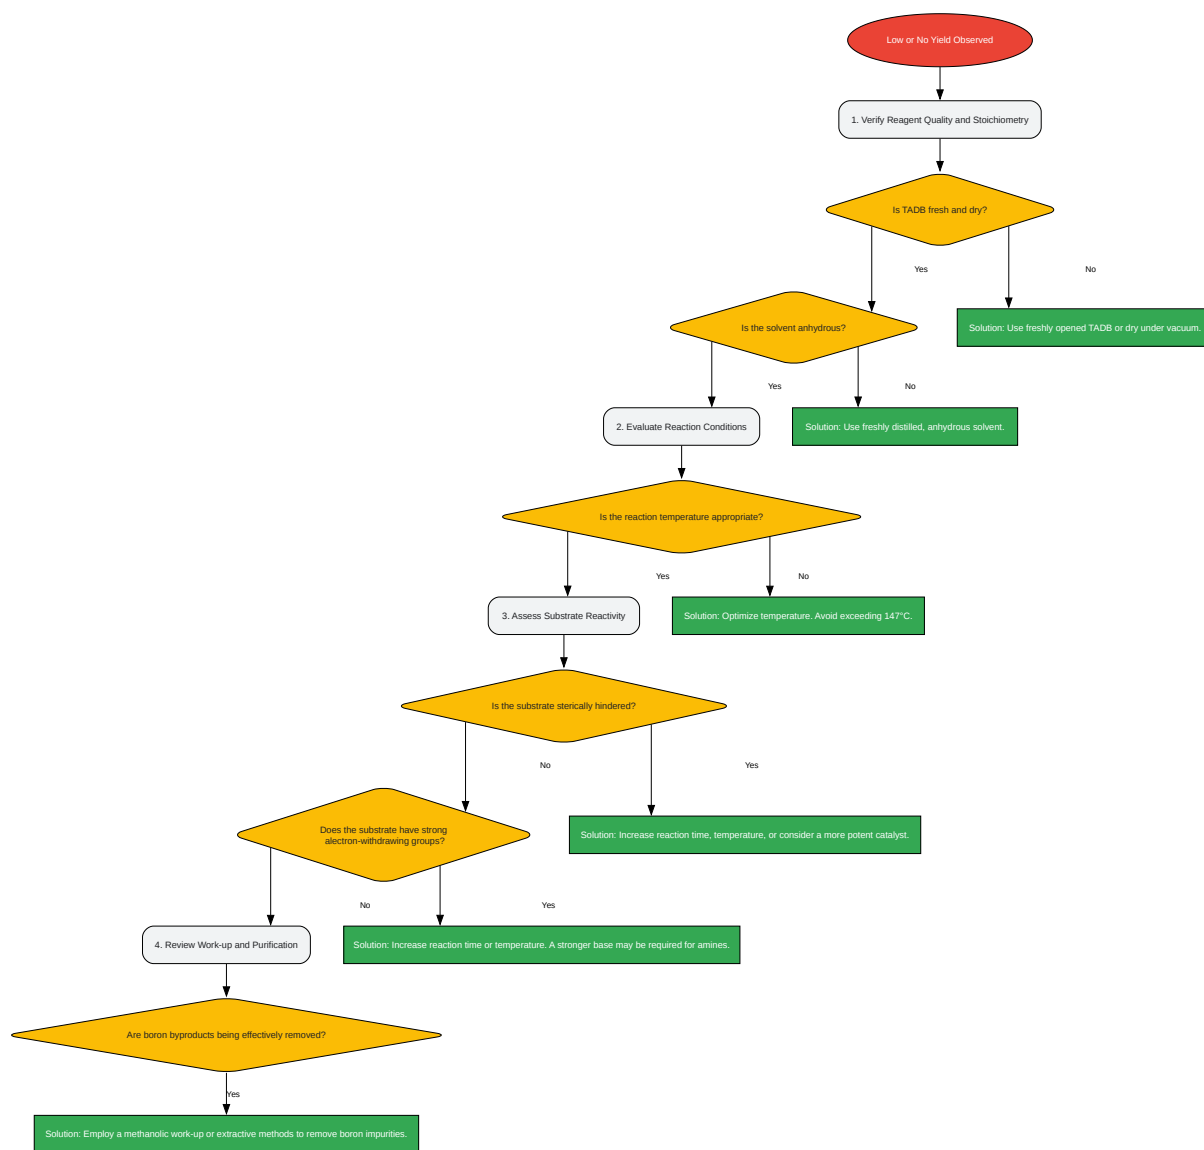 Low or No Yield Observed
1. Verify Reagent Quality and Stoichiometry
Is TADB fresh and dry?
Yes
No
Solution: Use freshly opened TADB or dry under vacuum.
Is the solvent anhydrous?
Yes
No
2. Evaluate Reaction Conditions
Solution: Use freshly distilled, anhydrous solvent.
Is the reaction temperature appropriate?
Yes
No
3. Assess Substrate Reactivity
Solution: Optimize temperature. Avoid exceeding 147°C.
Is the substrate sterically hindered?
No
Yes
Does the substrate have strong
alectron-withdrawing groups?
Solution: Increase reaction time, temperature, or consider a more potent catalyst.
No
Yes
4. Review Work-up and Purification
Solution: Increase reaction time or temperature. A stronger base may be required for amines.
Are boron byproducts being effectively removed?
Yes
Solution: Employ a methanolic work-up or extractive methods to remove boron impurities.